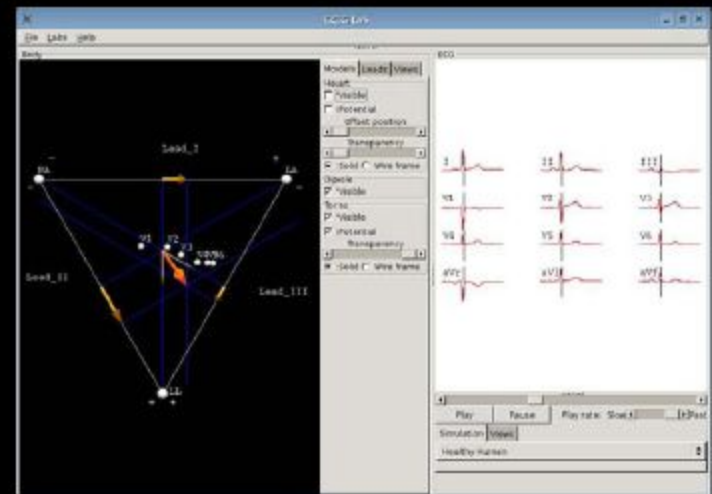 File Labs Help
Body
ECG
Models Leads Views
Heart
Visible
Potential
Offset position
Transparency
Solid Wire frame
Dipole
Visible
Torso
Visible
Potential
Transparency
Solid Wire frame
Lead_I
RA
LA
V1
V2
V3
Lead_II
Lead_III
LL
I II III
V1 V2 V3
V4 V5 V6
aVr aVl aVf
Play Pause Play rate: Slow Fast
Simulation Views
Healthy Human